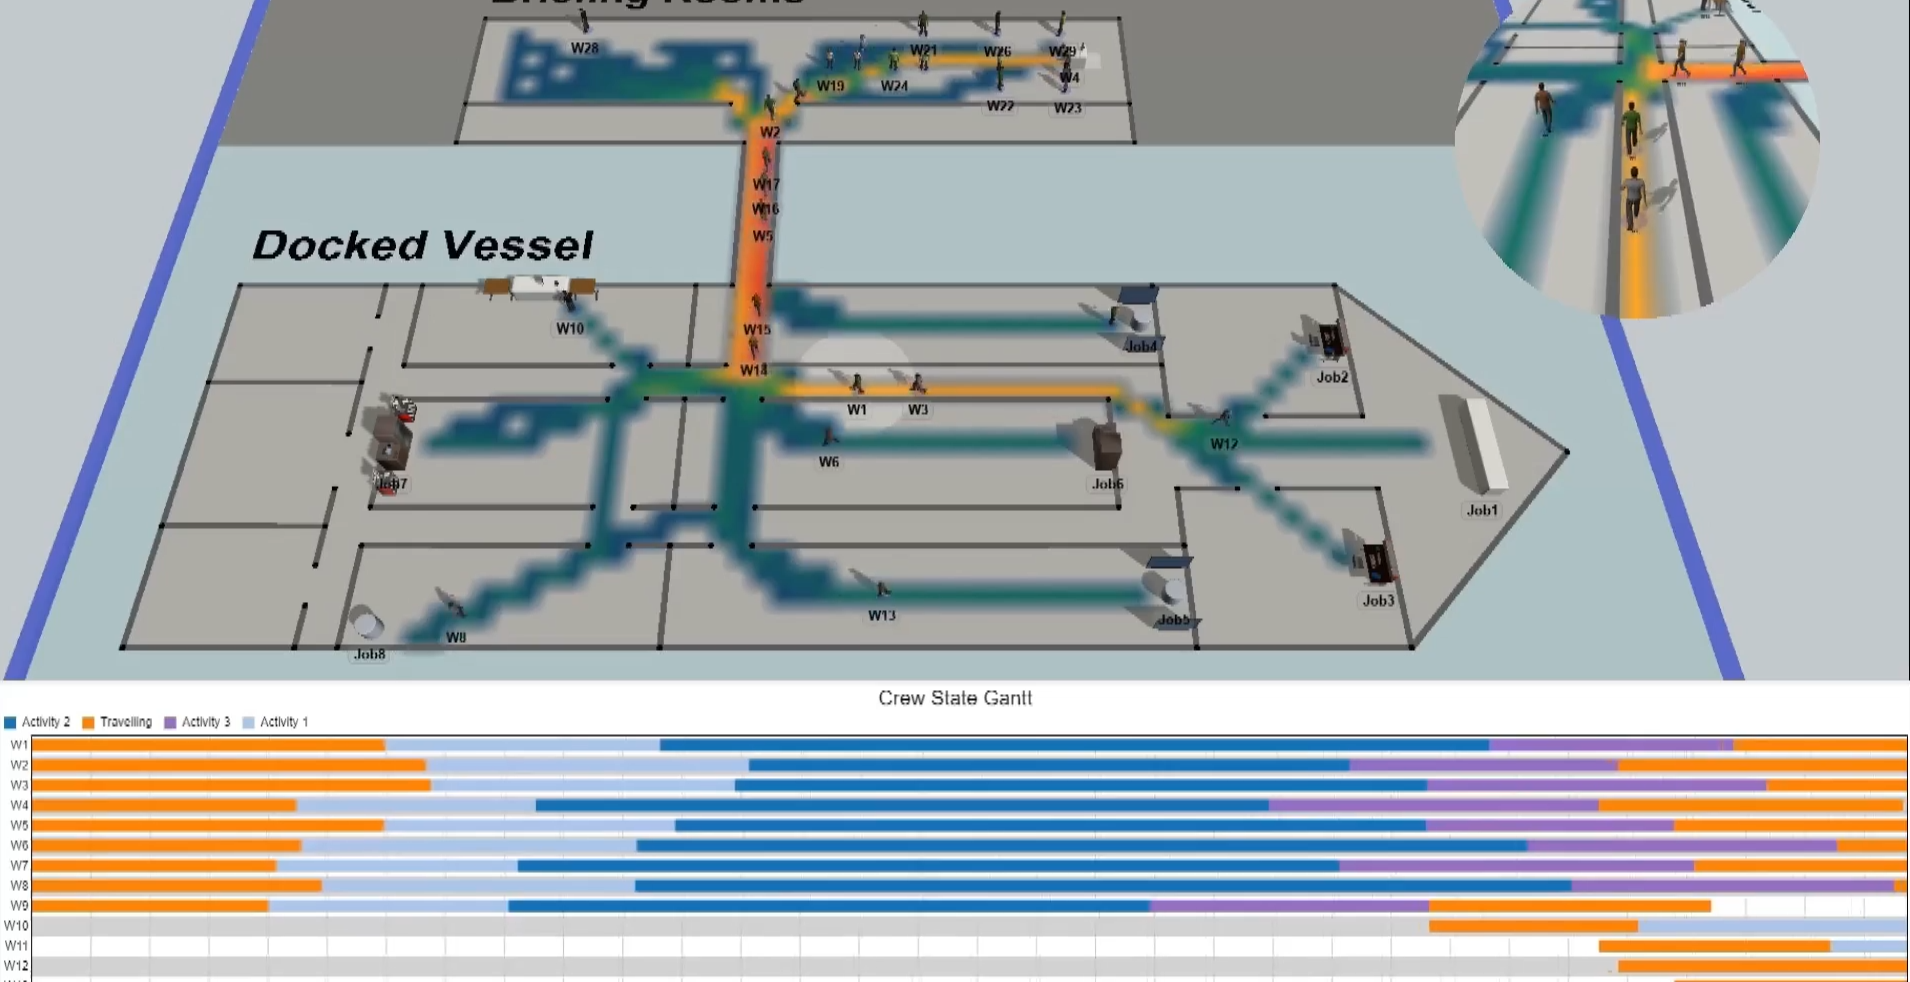 Briefing Rooms
W28
W21
W26
W29
W19
W24
W4
W22
W23
W2
W17
W16
W5
Docked Vessel
W10
W15
Job4
W14
Job2
W1
W3
W12
W6
Job7
Job6
Job1
Job3
W8
W13
Job5
Job8
Crew State Gantt
Activity 2
Travelling
Activity 3
Activity 1
W1
W2
W3
W4
W5
W6
W7
W8
W9
W10
W11
W12